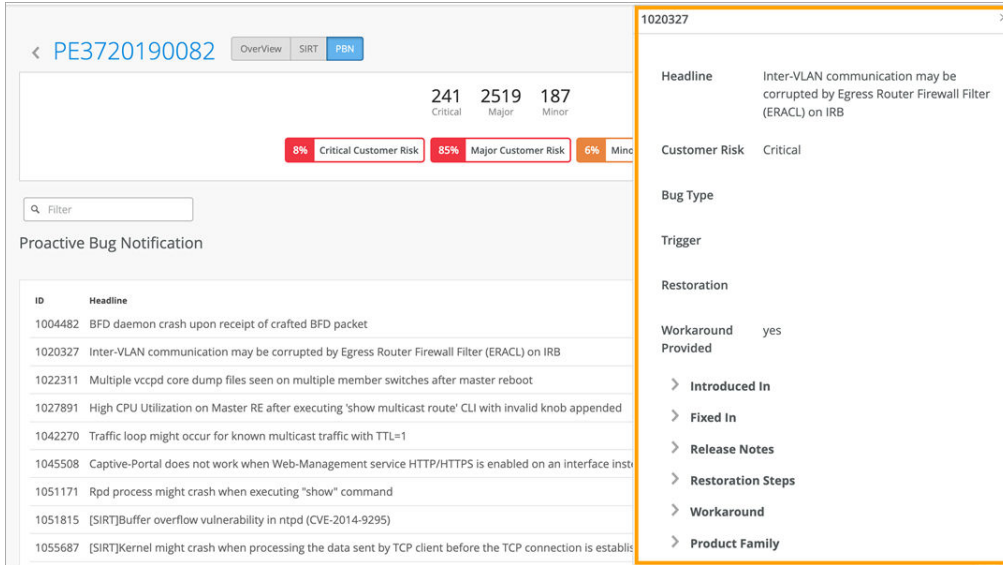 PE3720190082 OverView SIRT PBN
241 2519 187
Critical Major Minor
8% Critical Customer Risk 85% Major Customer Risk 6%
Filter
Proactive Bug Notification
ID Headline
1004482 BFD daemon crash upon receipt of crafted BFD packet
1020327 Inter-VLAN communication may be corrupted by Egress Router Firewall Filter (ERACL) on IRB
1022311 Multiple vccpd core dump files seen on multiple member switches after master reboot
1027891 High CPU Utilization on Master RE after executing 'show multicast route' CLI with invalid knob appended
1042270 Traffic loop might occur for known multicast traffic with TTL=1
1045508 Captive-Portal does not work when Web-Management service HTTP/HTTPS is enabled on an interface
1051171 Rpd process might crash when executing "show" command
1051815 [SIRT]Buffer overflow vulnerability in ntpd (CVE-2014-9295)
1055687 [SIRT]Kernel might crash when processing the data sent by TCP client before the TCP connection is
1020327
Headline Inter-VLAN communication may be
corrupted by Egress Router Firewall Filter
(ERACL) on IRB
Customer Risk Critical
Bug Type
Trigger
Restoration
Workaround yes
Provided
Introduced In
Fixed In
Release Notes
Restoration Steps
Workaround
Product Family